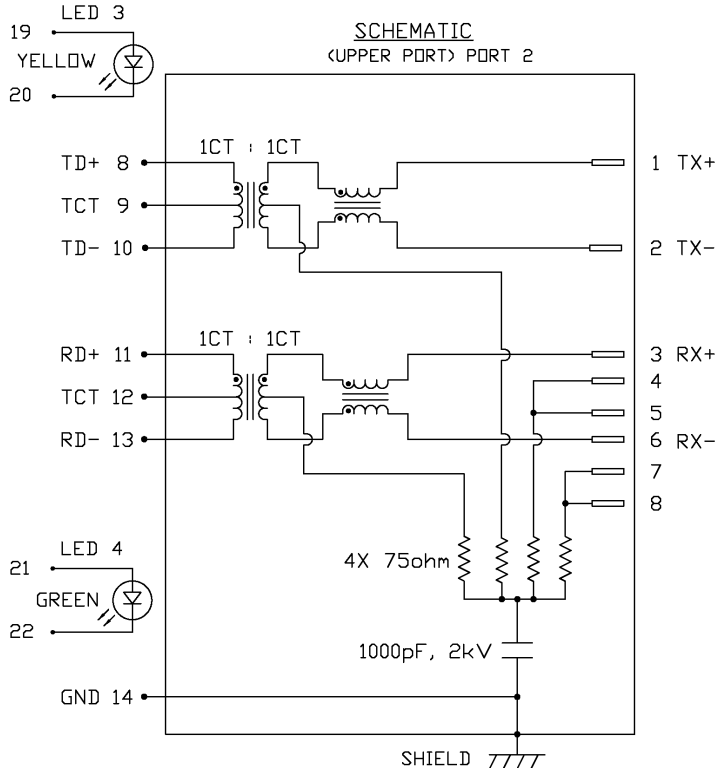 LED 3
SCHEMATIC
(UPPER PORT) PORT 2
19
YELLOW
20
1CT : 1CT
TD+ 8
1 TX+
TCT 9
TD- 10
2 TX-
1CT : 1CT
RD+ 11
3 RX+
4
TCT 12
5
RD- 13
6 RX-
7
8
LED 4
4X 75ohm
21
GREEN
22
1000pF, 2kV
GND 14
SHIELD